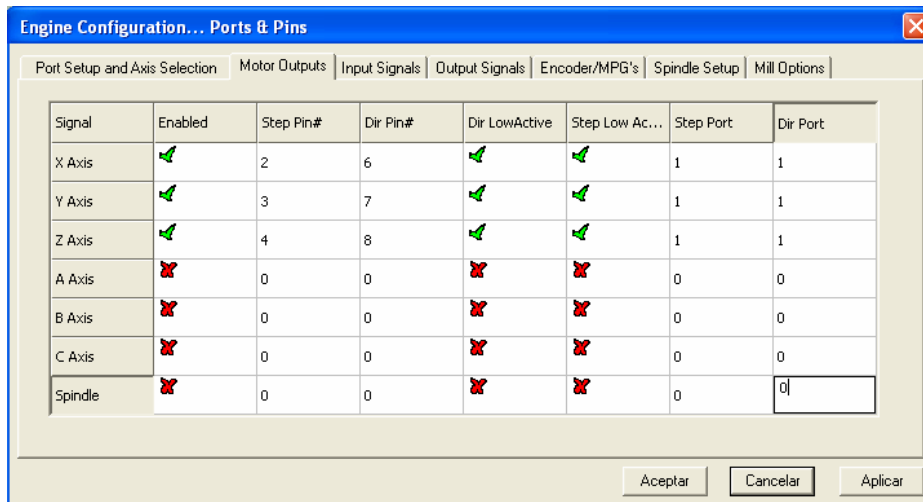 Engine Configuration... Ports & Pins
Port Setup and Axis Selection Motor Outputs Input Signals Output Signals Encoder/MPG's Spindle Setup Mill Options
Signal Enabled Step Pin# Dir Pin# Dir LowActive Step Low Ac... Step Port Dir Port
X Axis 2 6 1 1
Y Axis 3 7 1 1
Z Axis 4 8 1 1
A Axis 0 0 0 0
B Axis 0 0 0 0
C Axis 0 0 0 0
Spindle 0 0 0 0
Aceptar Cancelar Aplicar